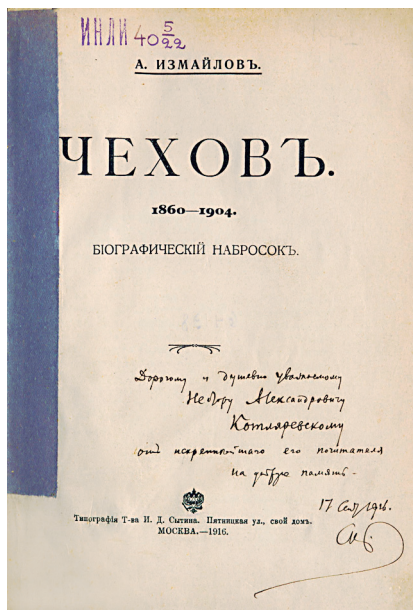 ИНЛИ 40 5/22
А. ИЗМАЙЛОВЪ.
ЧЕХОВЪ.
1860—1904.
БІОГРАФИЧЕСКІЙ НАБРОСОКЪ.
Дорогому и душевно уважаемому
Нестору Александровичу
Котляревскому
отъ искреннѣйшаго его почитателя
на добрую память
17 1916.
Типографія Т-ва И. Д. Сытина. Пятницкая ул., свой домъ.
МОСКВА.—1916.